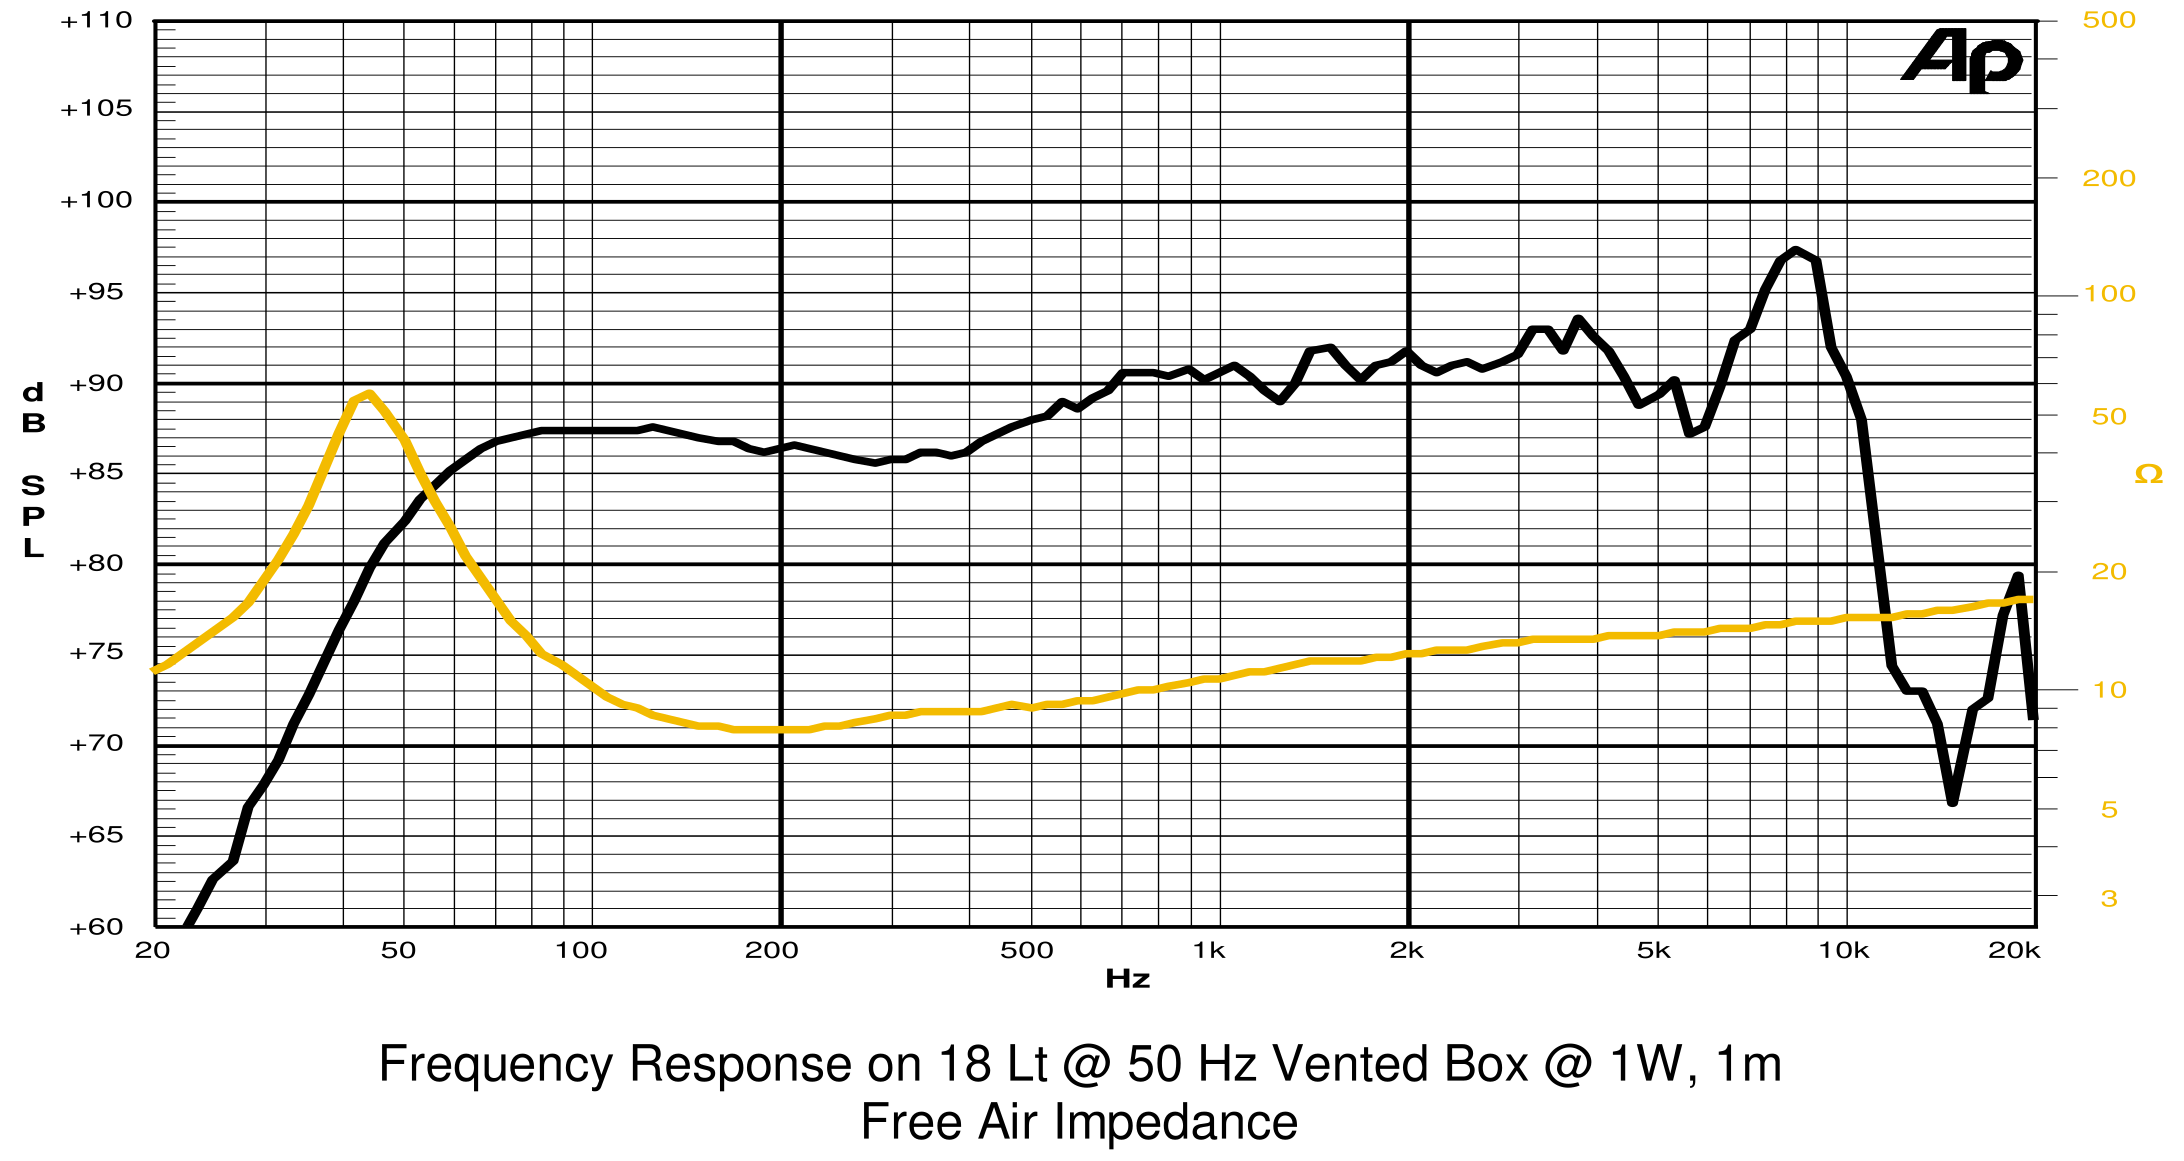 +110
+105
+100
+95
+90
+85
+80
+75
+70
+65
+60
dB SPL
Ap
500
200
100
50
Ω
20
10
5
3
20 50 100 200 500 1k 2k 5k 10k 20k
Hz
Frequency Response on 18 Lt @ 50 Hz Vented Box @ 1W, 1m
Free Air Impedance